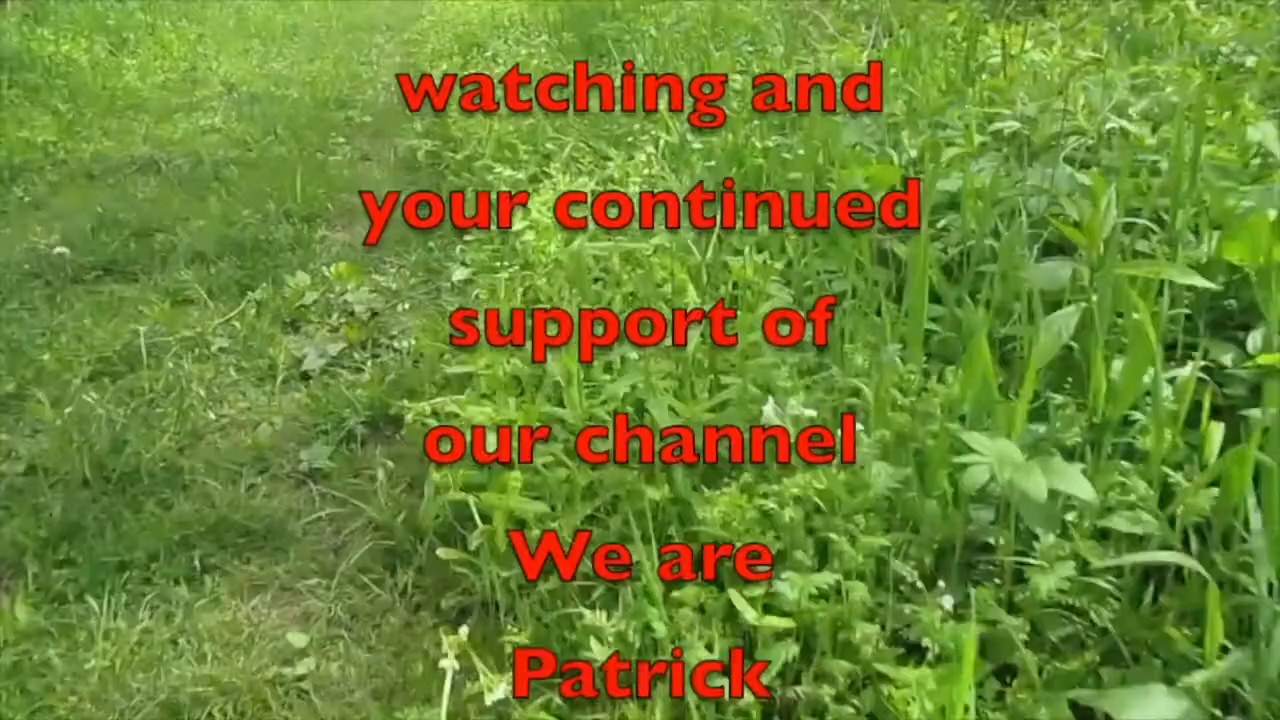 watching and
your continued
support of
our channel
We are
Patrick